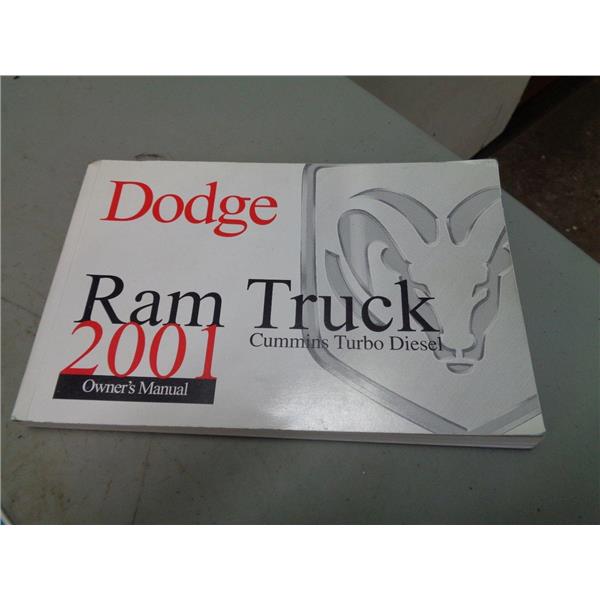 Dodge
Ram Truck
Cummins Turbo Diesel
2001
Owner's Manual